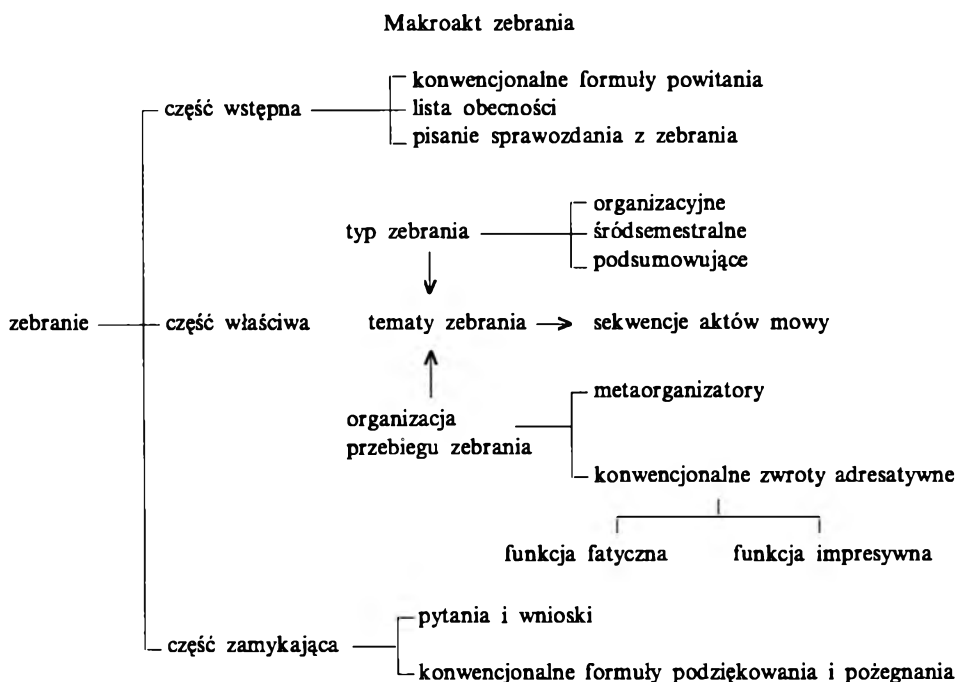 Makroakt zebrania
konwencjonalne formuły powitania
część wstępna
lista obecności
pisanie sprawozdania z zebrania
organizacyjne
typ zebrania
śródsemestralne
podsumowujące
zebranie
część właściwa
tematy zebrania
sekwencje aktów mowy
metaorganizatory
organizacja
przebiegu zebrania
konwencjonalne zwroty adresatywne
funkcja fatyczna
funkcja impresywna
pytania i wnioski
część zamykająca
konwencjonalne formuły podziękowania i pożegnania